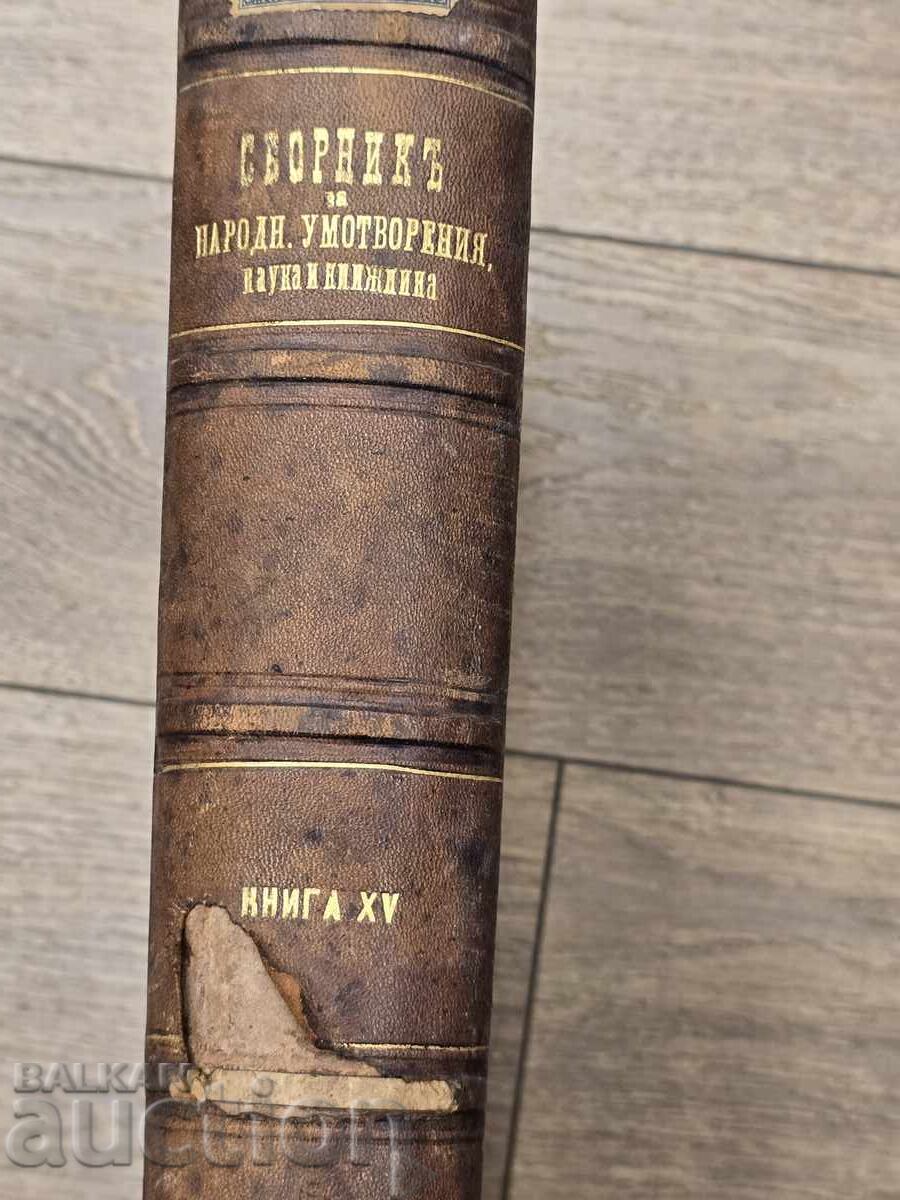 СБОРНИКЪ
за
НАРОДН. УМОТВОРЕНИЯ,
наука и книжнина
КНИГА XV
BALKAN
auction